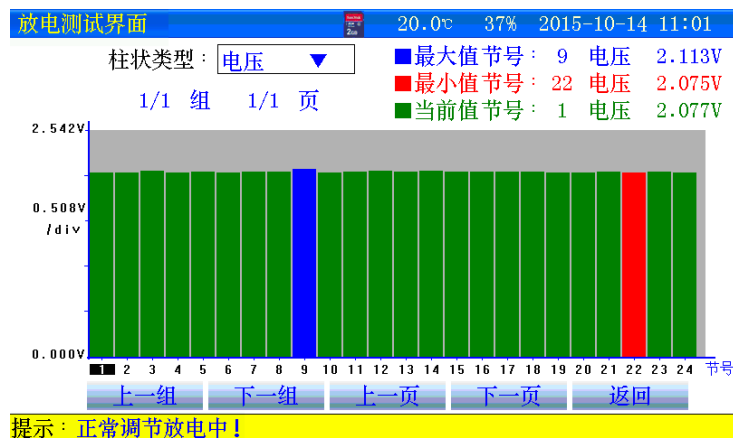 放电测试界面 20.0℃ 37% 2015-10-14 11:01
柱状类型： 电压 ▼
■最大值节号： 9 电压 2.113V
■最小值节号： 22 电压 2.075V
■当前值节号： 1 电压 2.077V
1/1 组 1/1 页
2.542V
0.508V
/div
0.000V
1 2 3 4 5 6 7 8 9 10 11 12 13 14 15 16 17 18 19 20 21 22 23 24 节号
上一组 下一组 上一页 下一页 返回
提示：正常调节放电中！